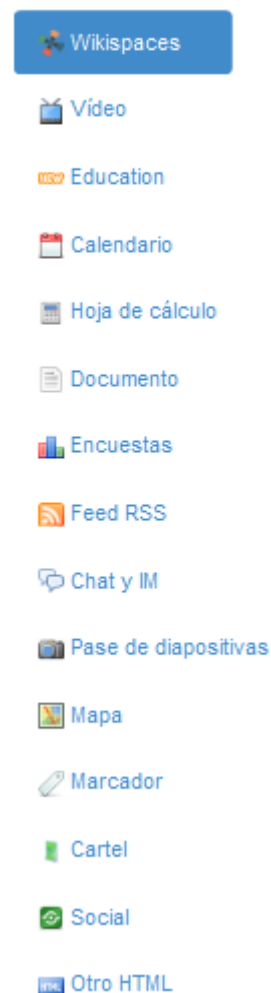 Wikispaces
Vídeo
NEW Education
Calendario
Hoja de cálculo
Documento
Encuestas
Feed RSS
Chat y IM
Pase de diapositivas
Mapa
Marcador
Cartel
Social
HTML Otro HTML